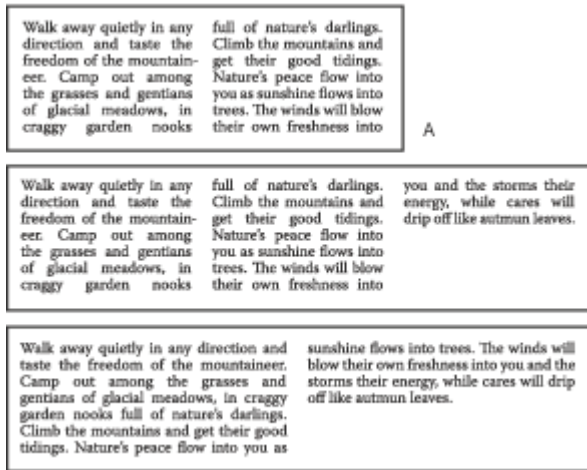 Walk away quietly in any
direction and taste the
freedom of the mountain-
eer. Camp out among
the grasses and gentians
of glacial meadows, in
craggy garden nooks
full of nature's darlings.
Climb the mountains and
get their good tidings.
Nature's peace flow into
you as sunshine flows into
trees. The winds will blow
their own freshness into
A
Walk away quietly in any
direction and taste the
freedom of the mountain-
eer. Camp out among
the grasses and gentians
of glacial meadows, in
craggy garden nooks
full of nature's darlings.
Climb the mountains and
get their good tidings.
Nature's peace flow into
you as sunshine flows into
trees. The winds will blow
their own freshness into
you and the storms their
energy, while cares will
drip off like autmun leaves.
Walk away quietly in any direction and
taste the freedom of the mountaineer.
Camp out among the grasses and
gentians of glacial meadows, in craggy
garden nooks full of nature's darlings.
Climb the mountains and get their good
tidings. Nature's peace flow into you as
sunshine flows into trees. The winds will
blow their own freshness into you and the
storms their energy, while cares will drip
off like autmun leaves.